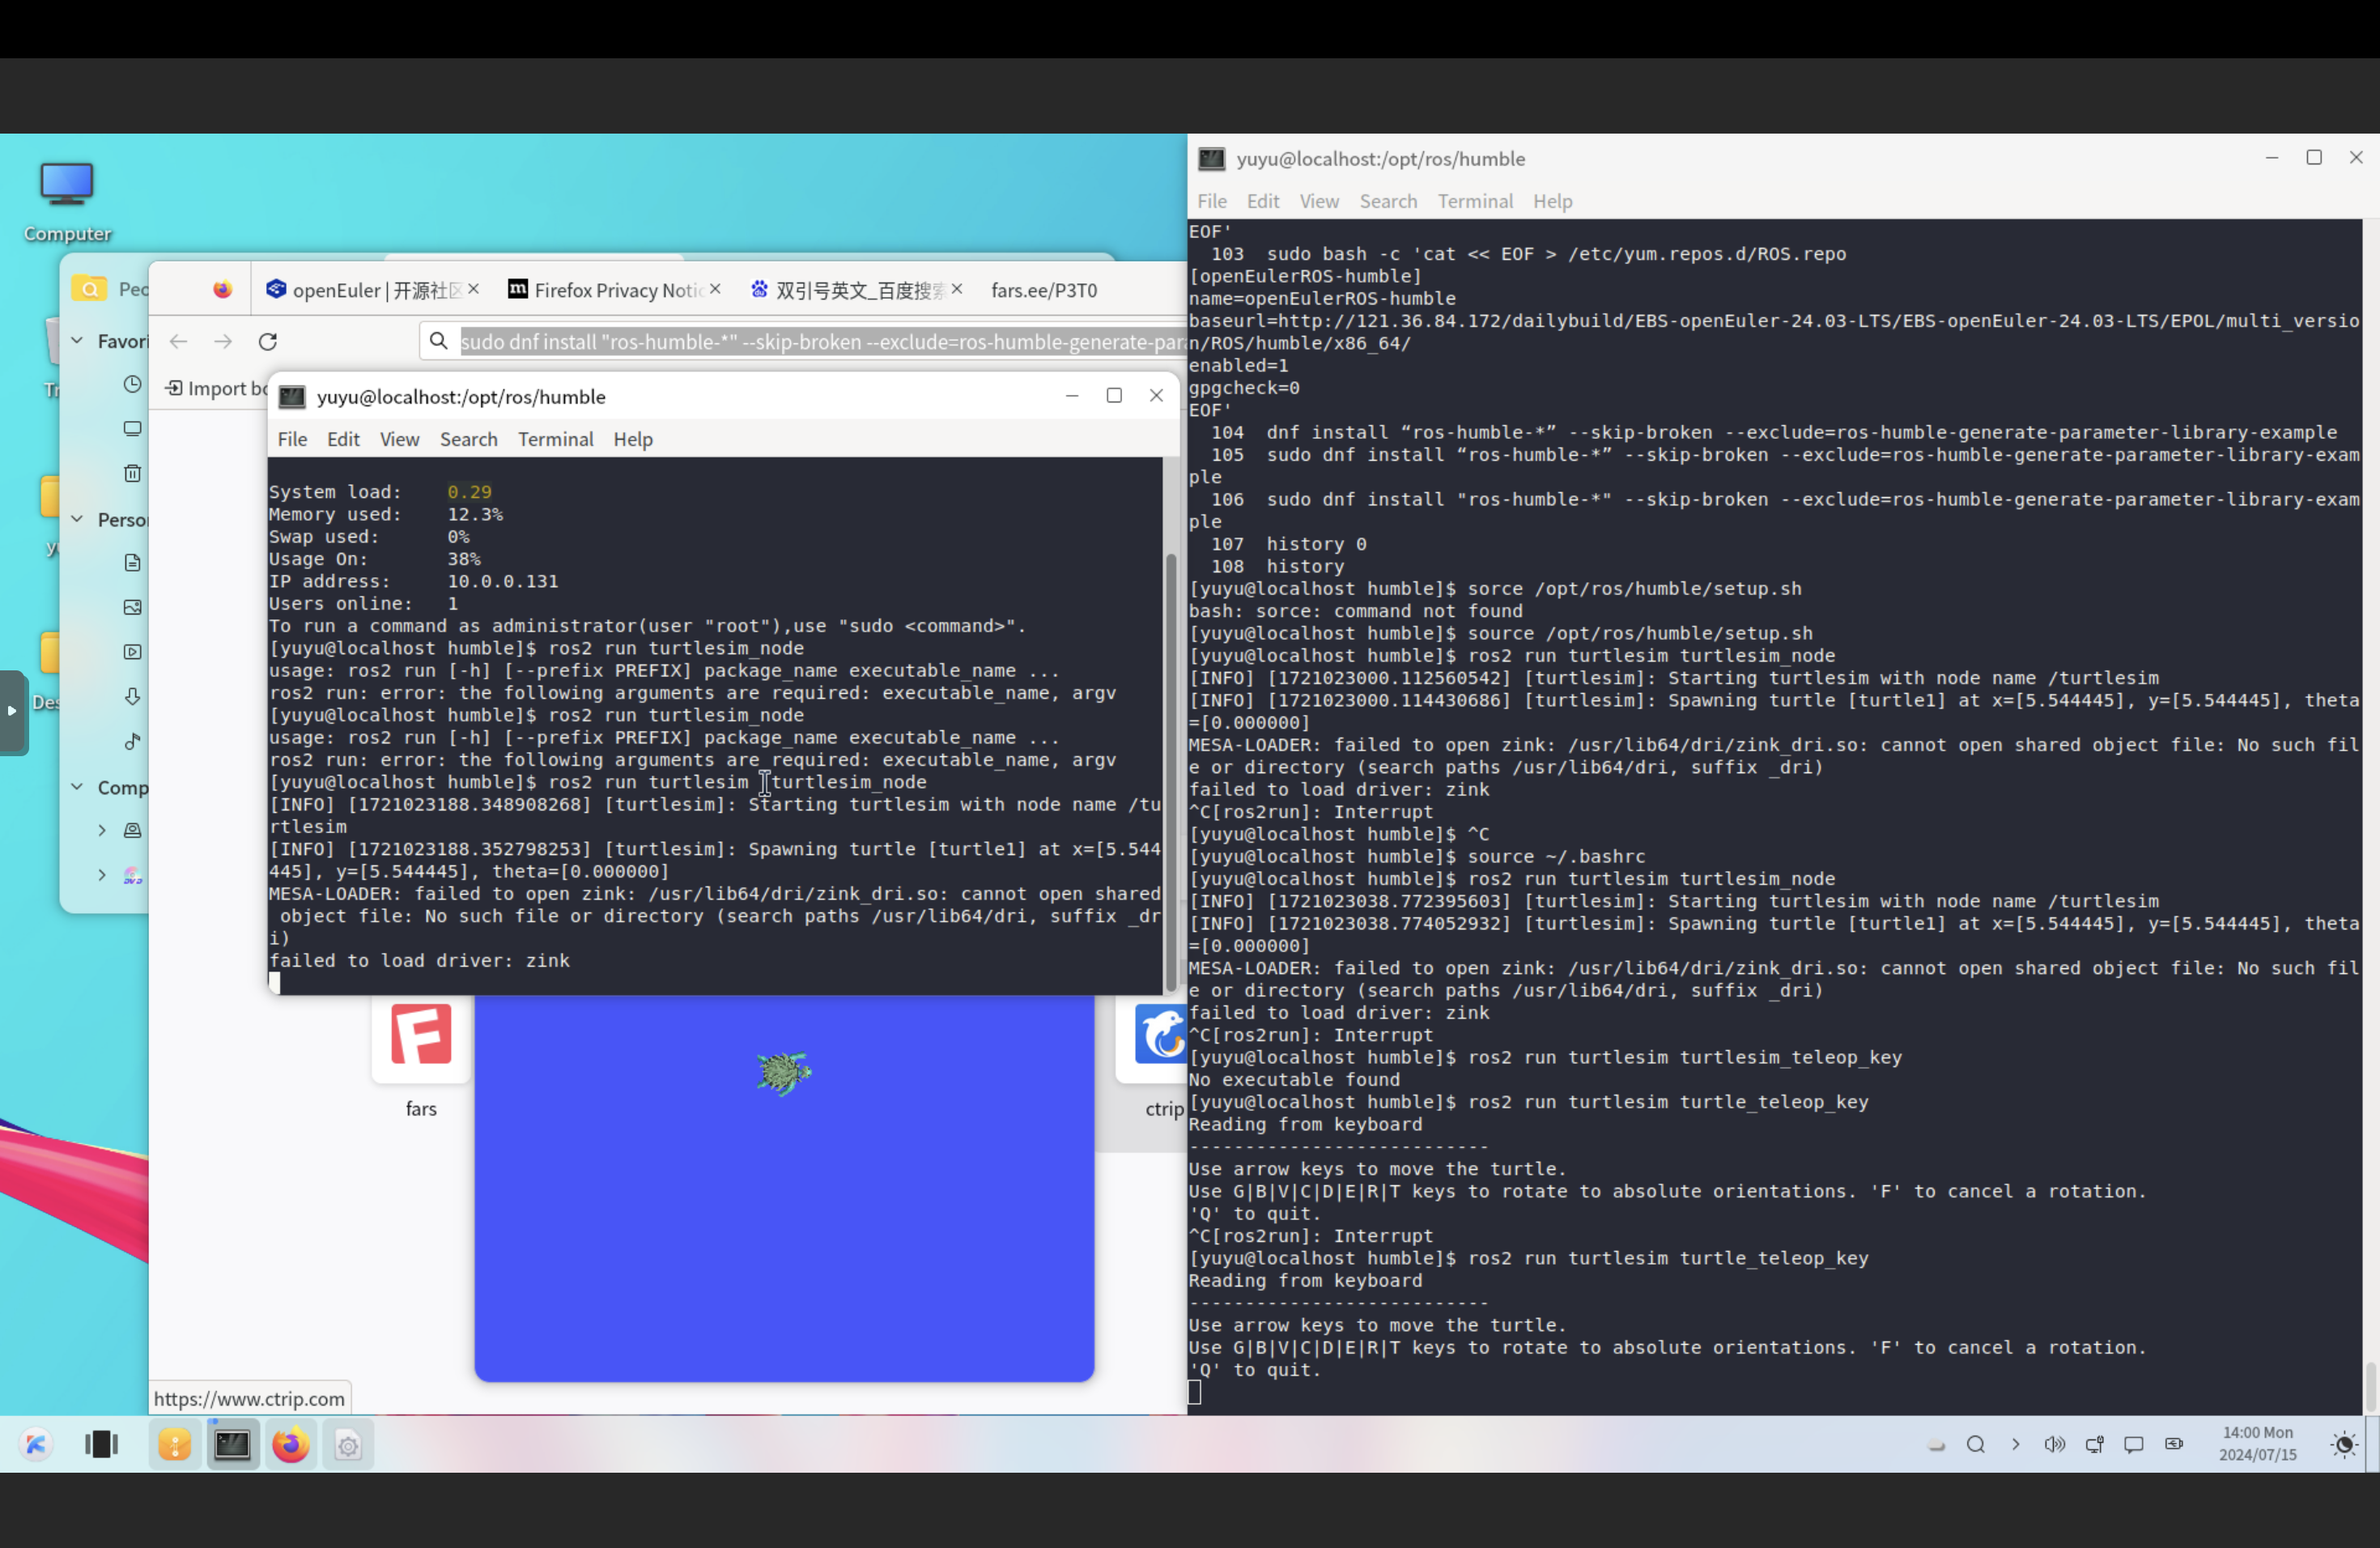 Computer
Favori
Perso
Comp
openEuler | 开源社区
Firefox Privacy Notic
双引号英文_百度搜索
fars.ee/P3T0
sudo dnf install "ros-humble-*" --skip-broken --exclude=ros-humble-generate-par
Import bo
yuyu@localhost:/opt/ros/humble
File Edit View Search Terminal Help
System load: 0.29
Memory used: 12.3%
Swap used: 0%
Usage On: 38%
IP address: 10.0.0.131
Users online: 1
To run a command as administrator(user "root"),use "sudo <command>".
[yuyu@localhost humble]$ ros2 run turtlesim_node
usage: ros2 run [-h] [--prefix PREFIX] package_name executable_name ...
ros2 run: error: the following arguments are required: executable_name, argv
[yuyu@localhost humble]$ ros2 run turtlesim_node
usage: ros2 run [-h] [--prefix PREFIX] package_name executable_name ...
ros2 run: error: the following arguments are required: executable_name, argv
[yuyu@localhost humble]$ ros2 run turtlesim turtlesim_node
[INFO] [1721023188.348908268] [turtlesim]: Starting turtlesim with node name /tu
rtlesim
[INFO] [1721023188.352798253] [turtlesim]: Spawning turtle [turtle1] at x=[5.544
445], y=[5.544445], theta=[0.000000]
MESA-LOADER: failed to open zink: /usr/lib64/dri/zink_dri.so: cannot open shared
object file: No such file or directory (search paths /usr/lib64/dri, suffix _dr
i)
failed to load driver: zink
fars
ctrip
https://www.ctrip.com
yuyu@localhost:/opt/ros/humble
File Edit View Search Terminal Help
EOF'
103 sudo bash -c 'cat << EOF > /etc/yum.repos.d/ROS.repo
[openEulerROS-humble]
name=openEulerROS-humble
baseurl=http://121.36.84.172/dailybuild/EBS-openEuler-24.03-LTS/EBS-openEuler-24.03-LTS/EPOL/multi_versio
n/ROS/humble/x86_64/
enabled=1
gpgcheck=0
EOF'
104 dnf install “ros-humble-*” --skip-broken --exclude=ros-humble-generate-parameter-library-example
105 sudo dnf install “ros-humble-*” --skip-broken --exclude=ros-humble-generate-parameter-library-exam
ple
106 sudo dnf install "ros-humble-*" --skip-broken --exclude=ros-humble-generate-parameter-library-exam
ple
107 history 0
108 history
[yuyu@localhost humble]$ sorce /opt/ros/humble/setup.sh
bash: sorce: command not found
[yuyu@localhost humble]$ source /opt/ros/humble/setup.sh
[yuyu@localhost humble]$ ros2 run turtlesim turtlesim_node
[INFO] [1721023000.112560542] [turtlesim]: Starting turtlesim with node name /turtlesim
[INFO] [1721023000.114430686] [turtlesim]: Spawning turtle [turtle1] at x=[5.544445], y=[5.544445], theta
=[0.000000]
MESA-LOADER: failed to open zink: /usr/lib64/dri/zink_dri.so: cannot open shared object file: No such fil
e or directory (search paths /usr/lib64/dri, suffix _dri)
failed to load driver: zink
^C[ros2run]: Interrupt
[yuyu@localhost humble]$ ^C
[yuyu@localhost humble]$ source ~/.bashrc
[yuyu@localhost humble]$ ros2 run turtlesim turtlesim_node
[INFO] [1721023038.772395603] [turtlesim]: Starting turtlesim with node name /turtlesim
[INFO] [1721023038.774052932] [turtlesim]: Spawning turtle [turtle1] at x=[5.544445], y=[5.544445], theta
=[0.000000]
MESA-LOADER: failed to open zink: /usr/lib64/dri/zink_dri.so: cannot open shared object file: No such fil
e or directory (search paths /usr/lib64/dri, suffix _dri)
failed to load driver: zink
^C[ros2run]: Interrupt
[yuyu@localhost humble]$ ros2 run turtlesim turtlesim_teleop_key
No executable found
[yuyu@localhost humble]$ ros2 run turtlesim turtle_teleop_key
Reading from keyboard
---------------------------
Use arrow keys to move the turtle.
Use G|B|V|C|D|E|R|T keys to rotate to absolute orientations. 'F' to cancel a rotation.
'Q' to quit.
^C[ros2run]: Interrupt
[yuyu@localhost humble]$ ros2 run turtlesim turtle_teleop_key
Reading from keyboard
---------------------------
Use arrow keys to move the turtle.
Use G|B|V|C|D|E|R|T keys to rotate to absolute orientations. 'F' to cancel a rotation.
'Q' to quit.
14:00 Mon
2024/07/15